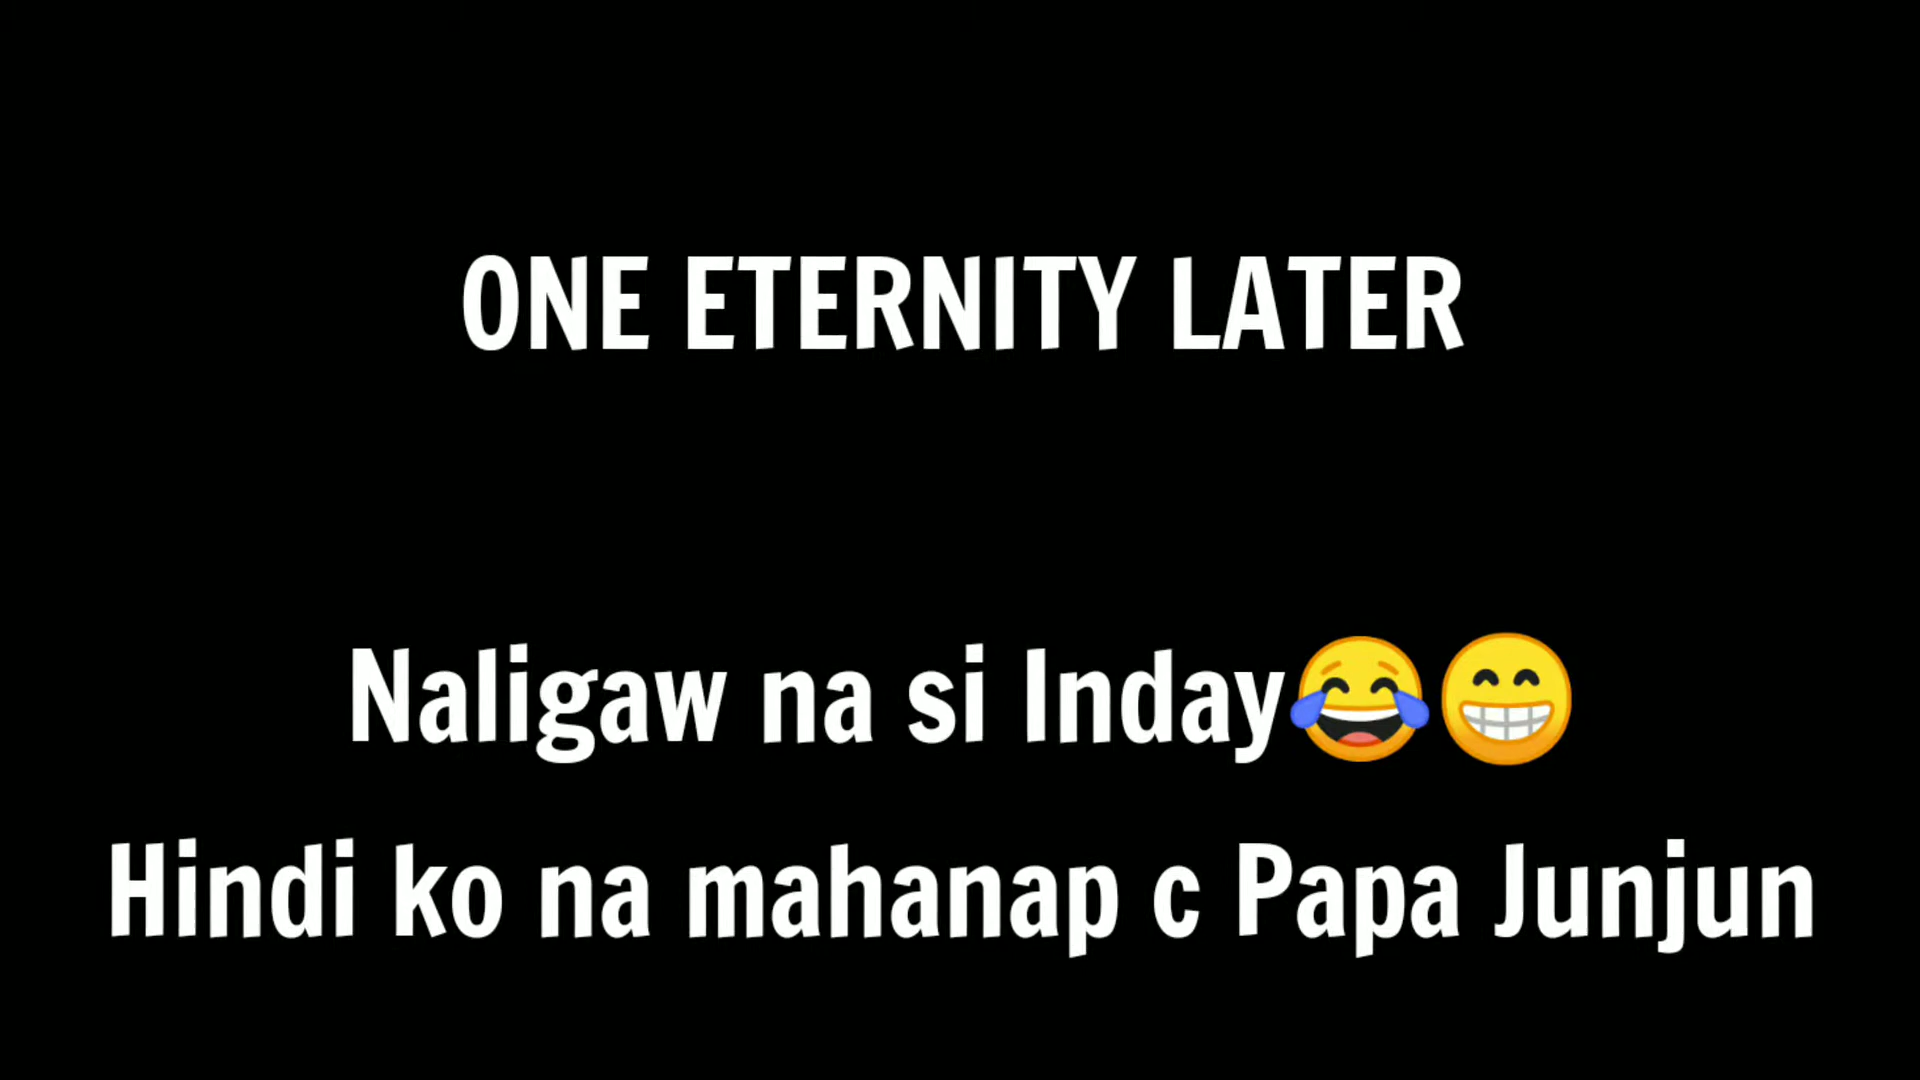 ONE ETERNITY LATER
Naligaw na si Inday😂😁
Hindi ko na mahanap c Papa Junjun